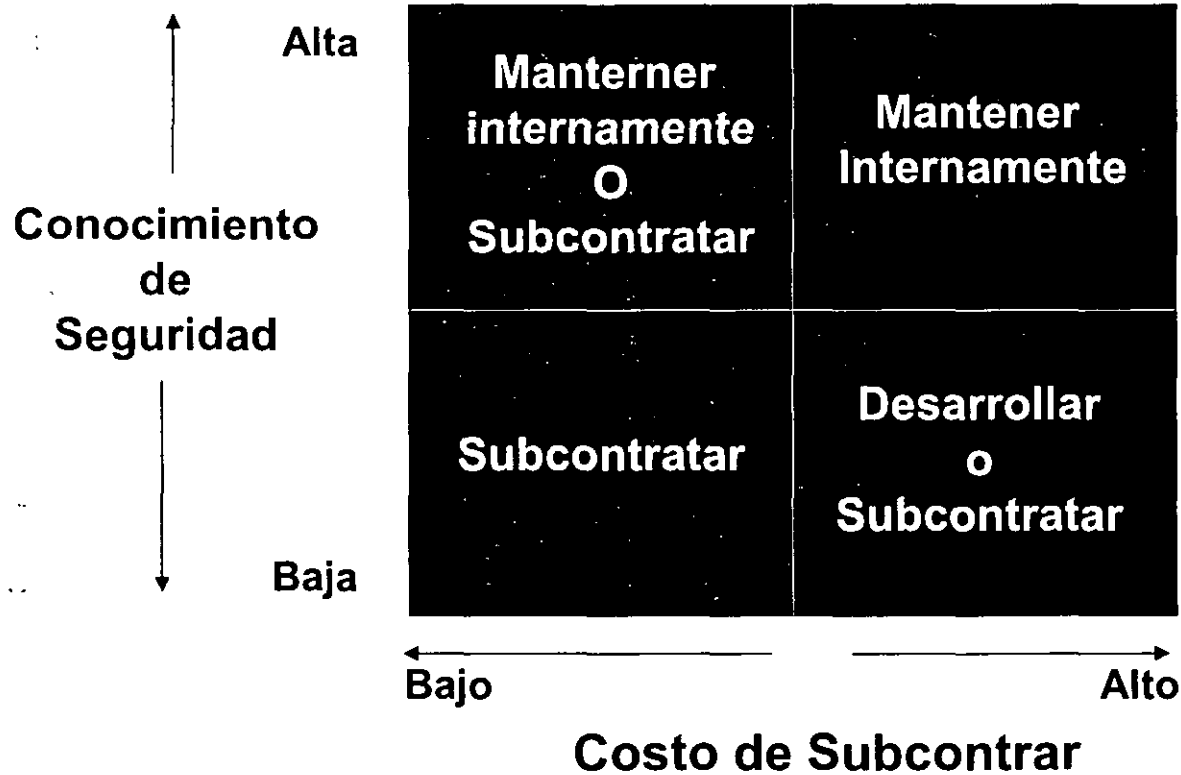 Alta
Manterner
internamente
O
Subcontratar
Mantener
Internamente
Conocimiento
de
Seguridad
Subcontratar
Desarrollar
o
Subcontratar
Baja
Bajo
Alto
Costo de Subcontrar